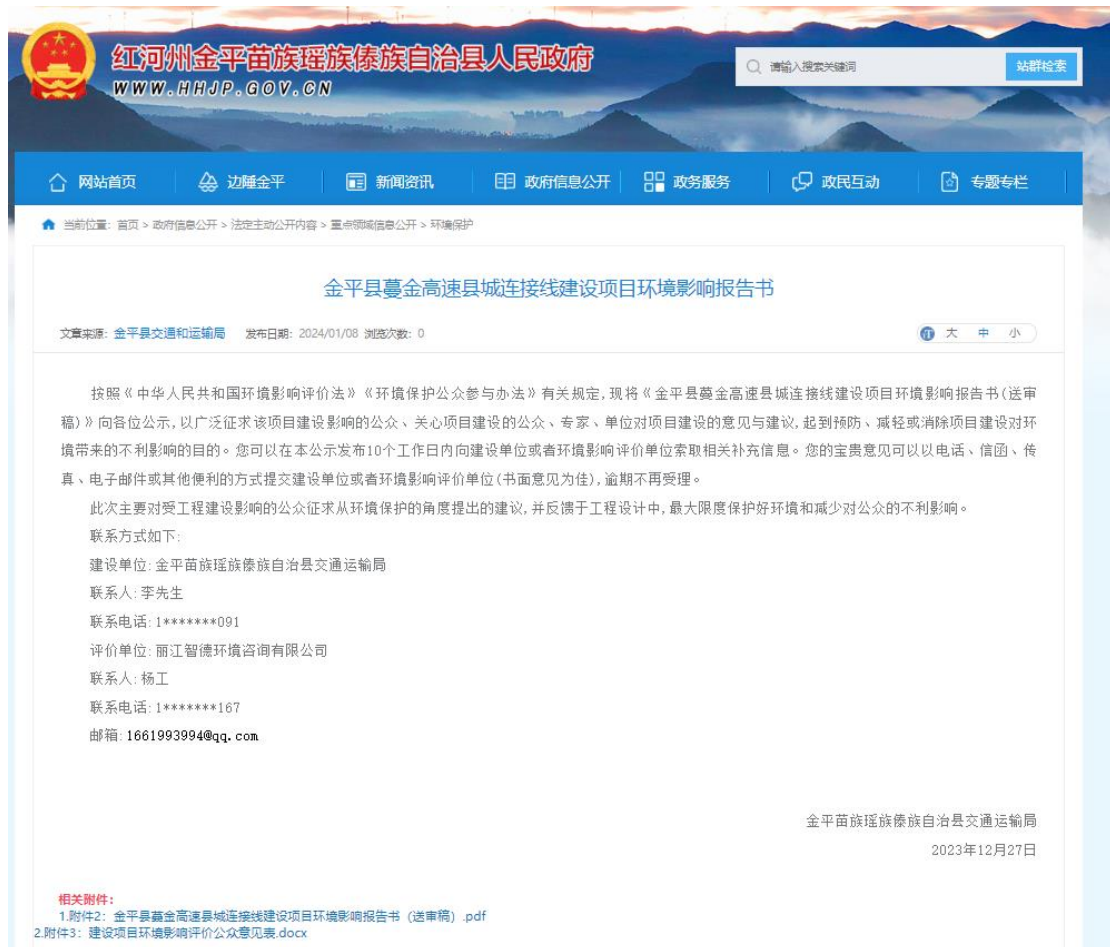 红河州金平苗族瑶族傣族自治县人民政府
WWW.HHJP.GOV.CN
请输入搜索关键词
站群检索
网站首页 边陲金平 新闻资讯 政府信息公开 政务服务 政民互动 专题专栏
当前位置: 首页 > 政府信息公开 > 法定主动公开内容 > 重点领域信息公开 > 环境保护
金平县蔓金高速县城连接线建设项目环境影响报告书
文章来源: 金平县交通和运输局 发布日期: 2024/01/08 浏览次数: 0
大 中 小
按照《中华人民共和国环境影响评价法》《环境保护公众参与办法》有关规定,现将《金平县蔓金高速县城连接线建设项目环境影响报告书(送审
稿)》向各位公示,以广泛征求该项目建设影响的公众、关心项目建设的公众、专家、单位对项目建设的意见与建议,起到预防、减轻或消除项目建设对环
境带来的不利影响的目的。您可以在本公示发布10个工作日内向建设单位或者环境影响评价单位索取相关补充信息。您的宝贵意见可以以电话、信函、传
真、电子邮件或其他便利的方式提交建设单位或者环境影响评价单位(书面意见为佳),逾期不再受理。
此次主要对受工程建设影响的公众征求从环境保护的角度提出的建议,并反馈于工程设计中,最大限度保护好环境和减少对公众的不利影响。
联系方式如下:
建设单位:金平苗族瑶族傣族自治县交通运输局
联系人:李先生
联系电话:1*******091
评价单位:丽江智德环境咨询有限公司
联系人:杨工
联系电话:1*******167
邮箱:1661993994@qq.com
金平苗族瑶族傣族自治县交通运输局
2023年12月27日
相关附件:
1.附件2: 金平县蔓金高速县城连接线建设项目环境影响报告书 (送审稿) .pdf
2.附件3: 建设项目环境影响评价公众意见表.docx